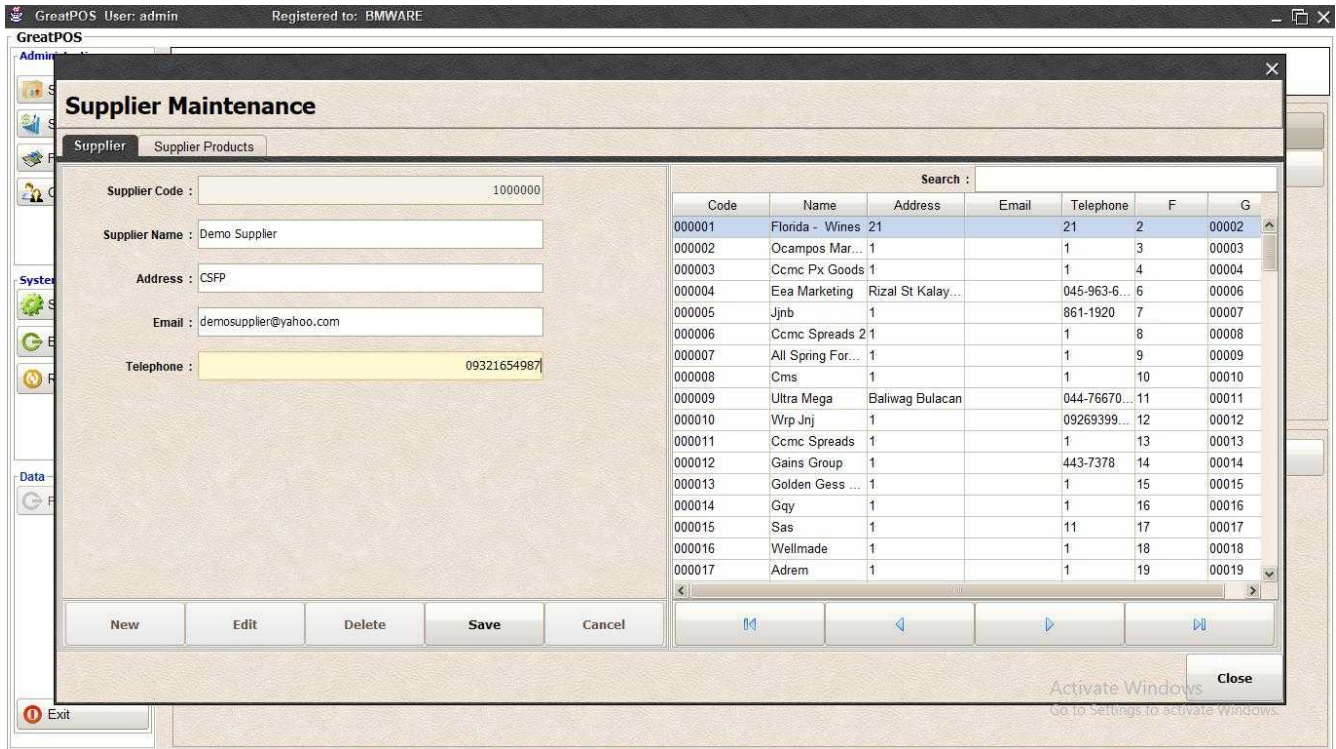 GreatPOS User: admin Registered to: BMWARE
GreatPOS
Supplier Maintenance
Supplier Supplier Products
Supplier Code : 1000000
Supplier Name : Demo Supplier
Address : CSFP
Email : demosupplier@yahoo.com
Telephone : 09321654987
New Edit Delete Save Cancel
Search :
Code Name Address Email Telephone F G
000001 Florida - Wines 21 21 2 00002
000002 Ocampos Mar... 1 1 3 00003
000003 Ccmc Px Goods 1 1 4 00004
000004 Eea Marketing Rizal St Kalay... 045-963-6... 6 00006
000005 Jjnb 1 861-1920 7 00007
000006 Ccmc Spreads 2 1 1 8 00008
000007 All Spring For... 1 1 9 00009
000008 Cms 1 1 10 00010
000009 Ultra Mega Baliwag Bulacan 044-76670... 11 00011
000010 Wrp Jnj 1 09269399... 12 00012
000011 Ccmc Spreads 1 1 13 00013
000012 Gains Group 1 443-7378 14 00014
000013 Golden Gess ... 1 1 15 00015
000014 Gqy 1 1 16 00016
000015 Sas 1 11 17 00017
000016 Wellmade 1 1 18 00018
000017 Adrem 1 1 19 00019
Close
Activate Windows
Go to Settings to activate Windows.
Data
Exit